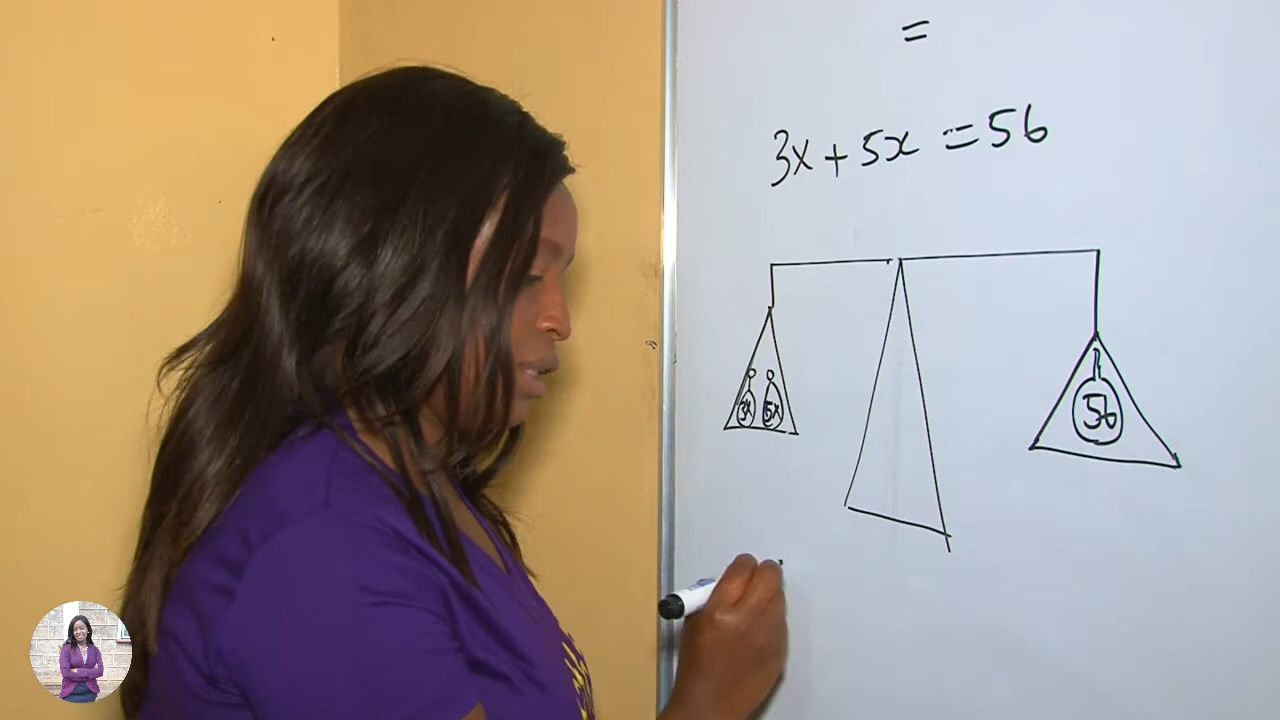 =
3x + 5x = 56
3x 5x 56